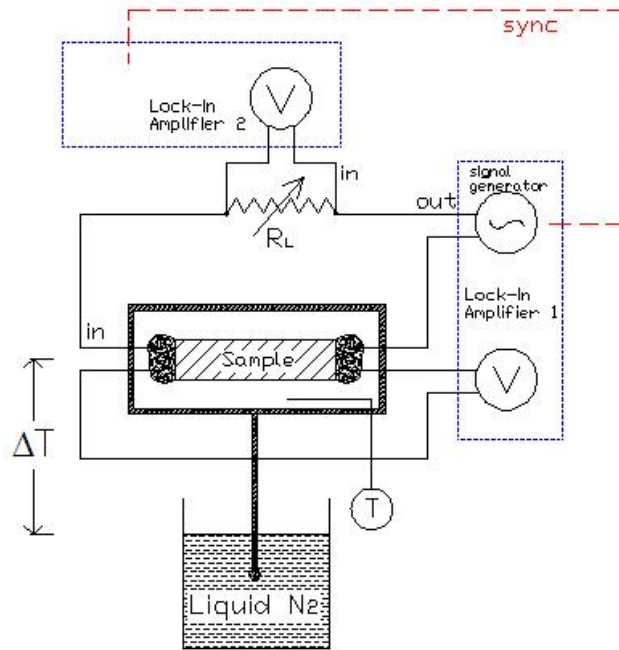 sync
Lock-In
Amplifier 2
V
in
signal
generator
out
RL
Lock-In
Amplifier 1
in
Sample
V
ΔT
T
Liquid N2